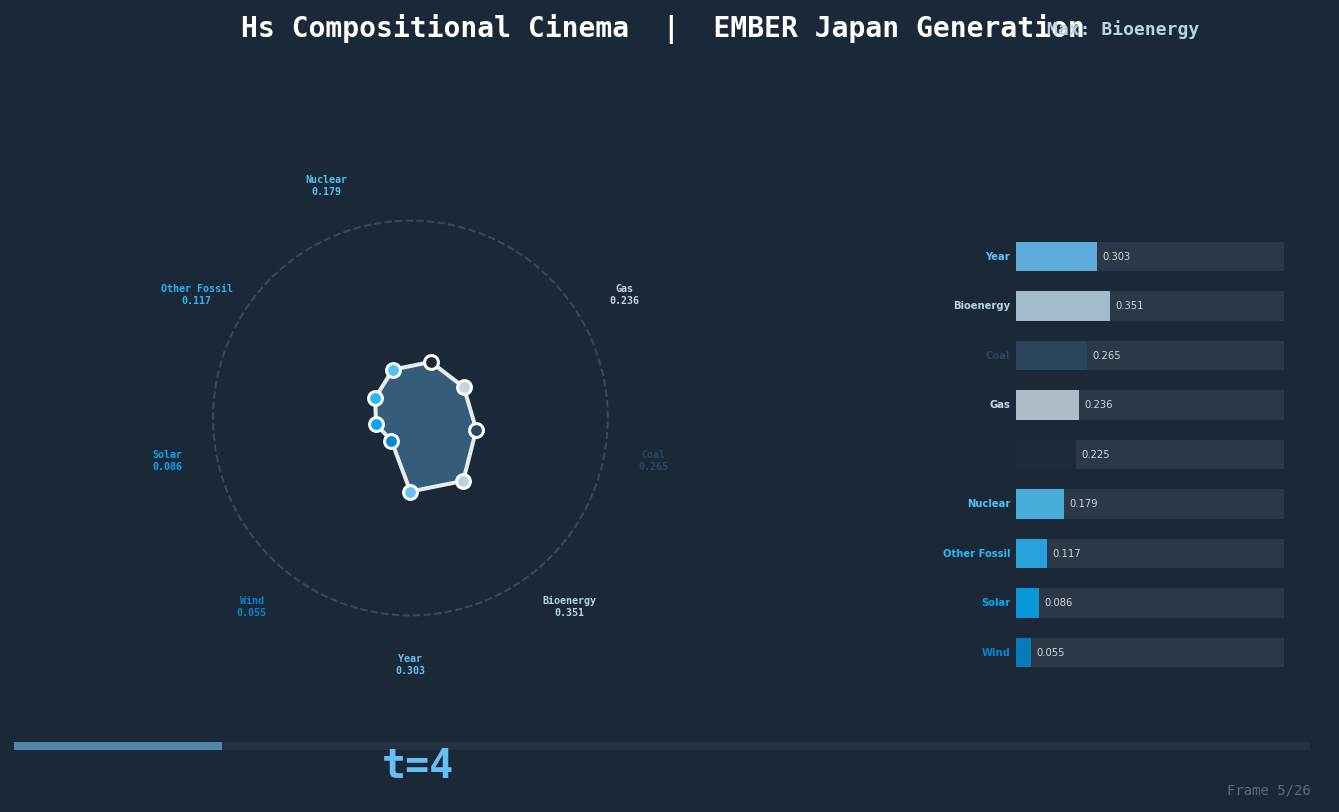 Hs Compositional Cinema | EMBER Japan Generation
Max: Bioenergy
Nuclear
0.179
Other Fossil
0.117
Gas
0.236
Solar
0.086
Coal
0.265
Wind
0.055
Bioenergy
0.351
Year
0.303
Year 0.303
Bioenergy 0.351
Coal 0.265
Gas 0.236
0.225
Nuclear 0.179
Other Fossil 0.117
Solar 0.086
Wind 0.055
t=4
Frame 5/26